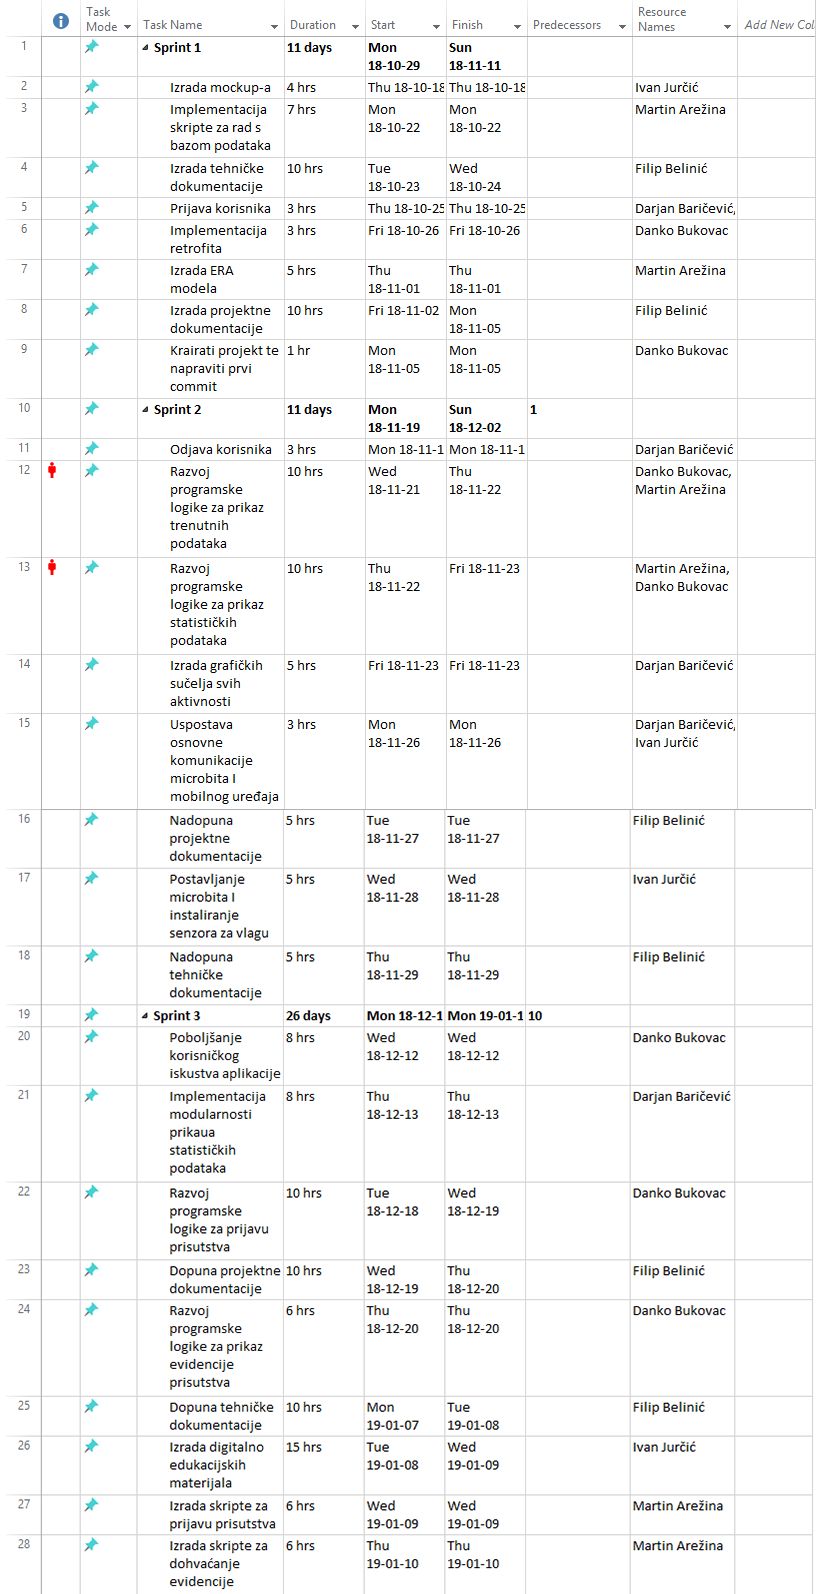 Task Mode Task Name Duration Start Finish Predecessors Resource Names Add New Col
1 Sprint 1 11 days Mon 18-10-29 Sun 18-11-11
2 Izrada mockup-a 4 hrs Thu 18-10-18 Thu 18-10-18 Ivan Jurčić
3 Implementacija skripte za rad s bazom podataka 7 hrs Mon 18-10-22 Mon 18-10-22 Martin Arežina
4 Izrada tehničke dokumentacije 10 hrs Tue 18-10-23 Wed 18-10-24 Filip Belinić
5 Prijava korisnika 3 hrs Thu 18-10-25 Thu 18-10-25 Darjan Baričević,
6 Implementacija retrofita 3 hrs Fri 18-10-26 Fri 18-10-26 Danko Bukovac
7 Izrada ERA modela 5 hrs Thu 18-11-01 Thu 18-11-01 Martin Arežina
8 Izrada projektne dokumentacije 10 hrs Fri 18-11-02 Mon 18-11-05 Filip Belinić
9 Krairati projekt te napraviti prvi commit 1 hr Mon 18-11-05 Mon 18-11-05 Danko Bukovac
10 Sprint 2 11 days Mon 18-11-19 Sun 18-12-02 1
11 Odjava korisnika 3 hrs Mon 18-11-1 Mon 18-11-1 Darjan Baričević
12 Razvoj programske logike za prikaz trenutnih podataka 10 hrs Wed 18-11-21 Thu 18-11-22 Danko Bukovac, Martin Arežina
13 Razvoj programske logike za prikaz statističkih podataka 10 hrs Thu 18-11-22 Fri 18-11-23 Martin Arežina, Danko Bukovac
14 Izrada grafičkih sučelja svih aktivnosti 5 hrs Fri 18-11-23 Fri 18-11-23 Darjan Baričević
15 Uspostava osnovne komunikacije microbita I mobilnog uređaja 3 hrs Mon 18-11-26 Mon 18-11-26 Darjan Baričević, Ivan Jurčić
16 Nadopuna projektne dokumentacije 5 hrs Tue 18-11-27 Tue 18-11-27 Filip Belinić
17 Postavljanje microbita I instaliranje senzora za vlagu 5 hrs Wed 18-11-28 Wed 18-11-28 Ivan Jurčić
18 Nadopuna tehničke dokumentacije 5 hrs Thu 18-11-29 Thu 18-11-29 Filip Belinić
19 Sprint 3 26 days Mon 18-12-1 Mon 19-01-1 10
20 Poboljšanje korisničkog iskustva aplikacije 8 hrs Wed 18-12-12 Wed 18-12-12 Danko Bukovac
21 Implementacija modularnosti prikaua statističkih podataka 8 hrs Thu 18-12-13 Thu 18-12-13 Darjan Baričević
22 Razvoj programske logike za prijavu prisutstva 10 hrs Tue 18-12-18 Wed 18-12-19 Danko Bukovac
23 Dopuna projektne dokumentacije 10 hrs Wed 18-12-19 Thu 18-12-20 Filip Belinić
24 Razvoj programske logike za prikaz evidencije prisutstva 6 hrs Thu 18-12-20 Thu 18-12-20 Danko Bukovac
25 Dopuna tehničke dokumentacije 10 hrs Mon 19-01-07 Tue 19-01-08 Filip Belinić
26 Izrada digitalno edukacijskih materijala 15 hrs Tue 19-01-08 Wed 19-01-09 Ivan Jurčić
27 Izrada skripte za prijavu prisutstva 6 hrs Wed 19-01-09 Wed 19-01-09 Martin Arežina
28 Izrada skripte za dohvaćanje evidencije 6 hrs Thu 19-01-10 Thu 19-01-10 Martin Arežina